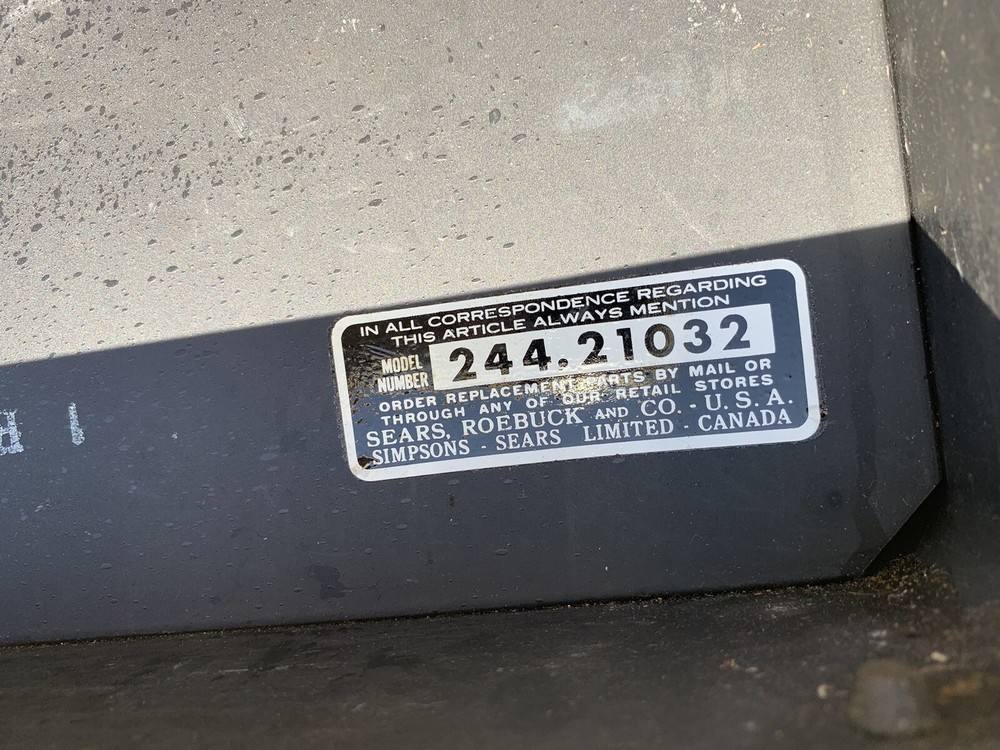 IN ALL CORRESPONDENCE REGARDING
THIS ARTICLE ALWAYS MENTION
MODEL NUMBER 244.21032
ORDER REPLACEMENT PARTS BY MAIL OR
THROUGH ANY OF OUR RETAIL STORES
SEARS, ROEBUCK AND CO. - U.S.A.
SIMPSONS - SEARS LIMITED - CANADA